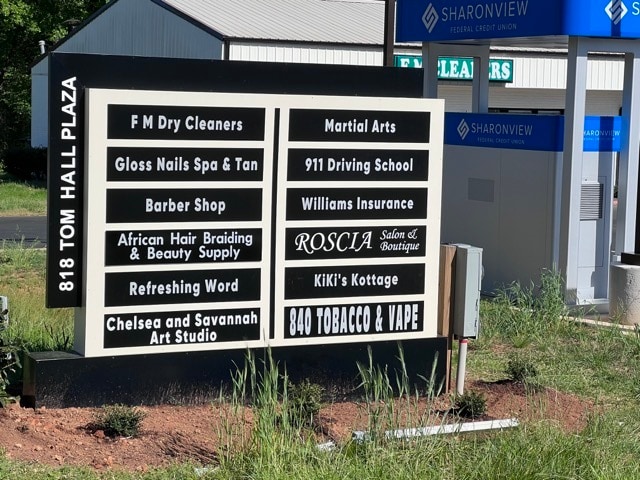 SHARONVIEW
FEDERAL CREDIT UNION
S
F M CLEANERS
SHARONVIEW
FEDERAL CREDIT UNION
SHARONVIEW
818 TOM HALL PLAZA
F M Dry Cleaners
Gloss Nails Spa & Tan
Barber Shop
African Hair Braiding
& Beauty Supply
Refreshing Word
Chelsea and Savannah
Art Studio
Martial Arts
911 Driving School
Williams Insurance
ROSCIA Salon &
Boutique
KiKi's Kottage
840 TOBACCO & VAPE